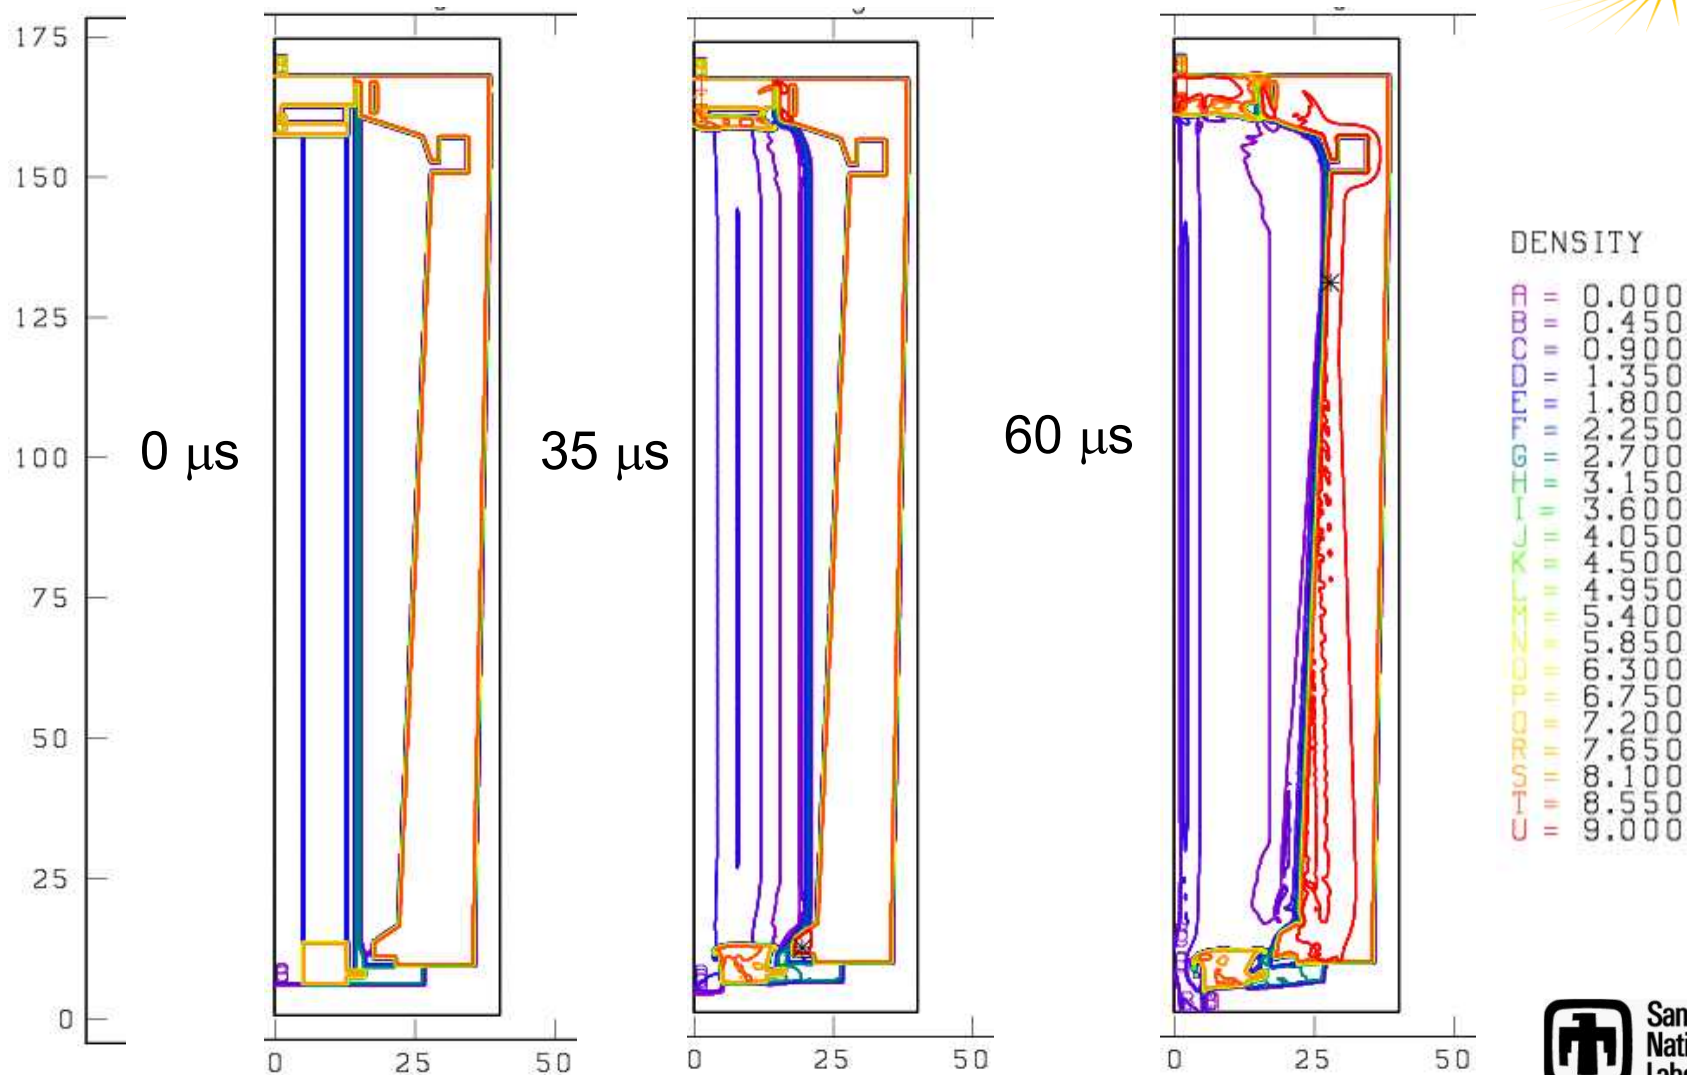 175
150
125
100
75
50
25
0
0 μs
35 μs
60 μs
0 25 50
0 25 50
0 25 50
DENSITY
A = 0.000
B = 0.450
C = 0.900
D = 1.350
E = 1.800
F = 2.250
G = 2.700
H = 3.150
I = 3.600
J = 4.050
K = 4.500
L = 4.950
M = 5.400
N = 5.850
O = 6.300
P = 6.750
Q = 7.200
R = 7.650
S = 8.100
T = 8.550
U = 9.000
San
Nati
Labo